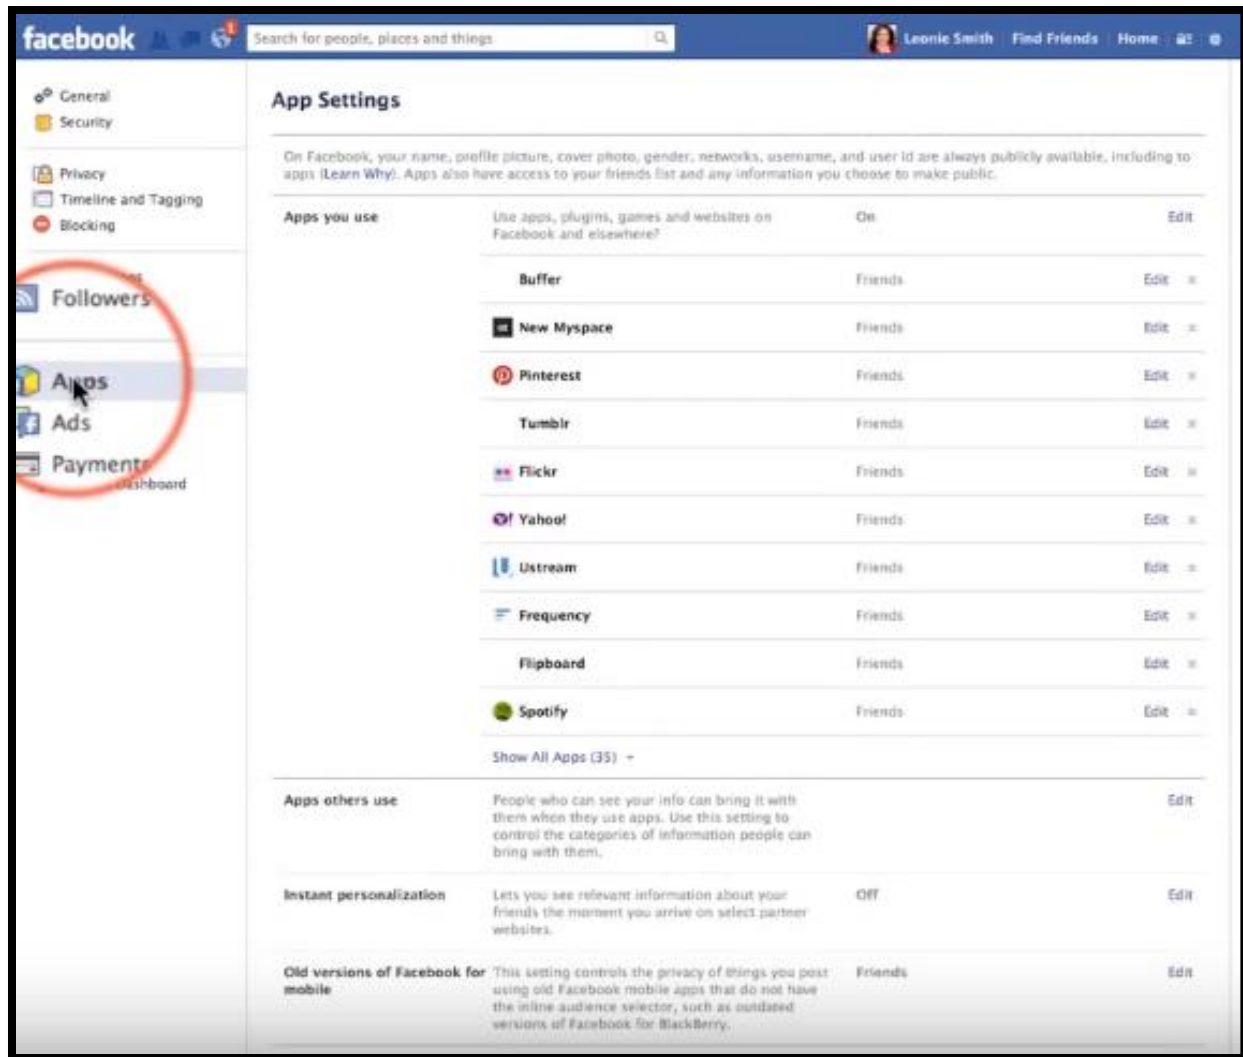 facebook
1
Search for people, places and things
Leonie Smith
Find Friends
Home
General
Security
Privacy
Timeline and Tagging
Blocking
Followers
Apps
Ads
Payments
Dashboard
App Settings
On Facebook, your name, profile picture, cover photo, gender, networks, username, and user id are always publicly available, including to
apps (Learn Why). Apps also have access to your friends list and any information you choose to make public.
Apps you use
Use apps, plugins, games and websites on
Facebook and elsewhere?
On
Edit
Buffer Friends Edit ×
New Myspace Friends Edit ×
Pinterest Friends Edit ×
Tumblr Friends Edit ×
Flickr Friends Edit ×
Yahoo! Friends Edit ×
Ustream Friends Edit ×
Frequency Friends Edit ×
Flipboard Friends Edit ×
Spotify Friends Edit ×
Show All Apps (35)
Apps others use
People who can see your info can bring it with
them when they use apps. Use this setting to
control the categories of information people can
bring with them.
Edit
Instant personalization
Lets you see relevant information about your
friends the moment you arrive on select partner
websites.
Off
Edit
Old versions of Facebook for
mobile
This setting controls the privacy of things you post
using old Facebook mobile apps that do not have
the inline audience selector, such as outdated
versions of Facebook for BlackBerry.
Friends
Edit